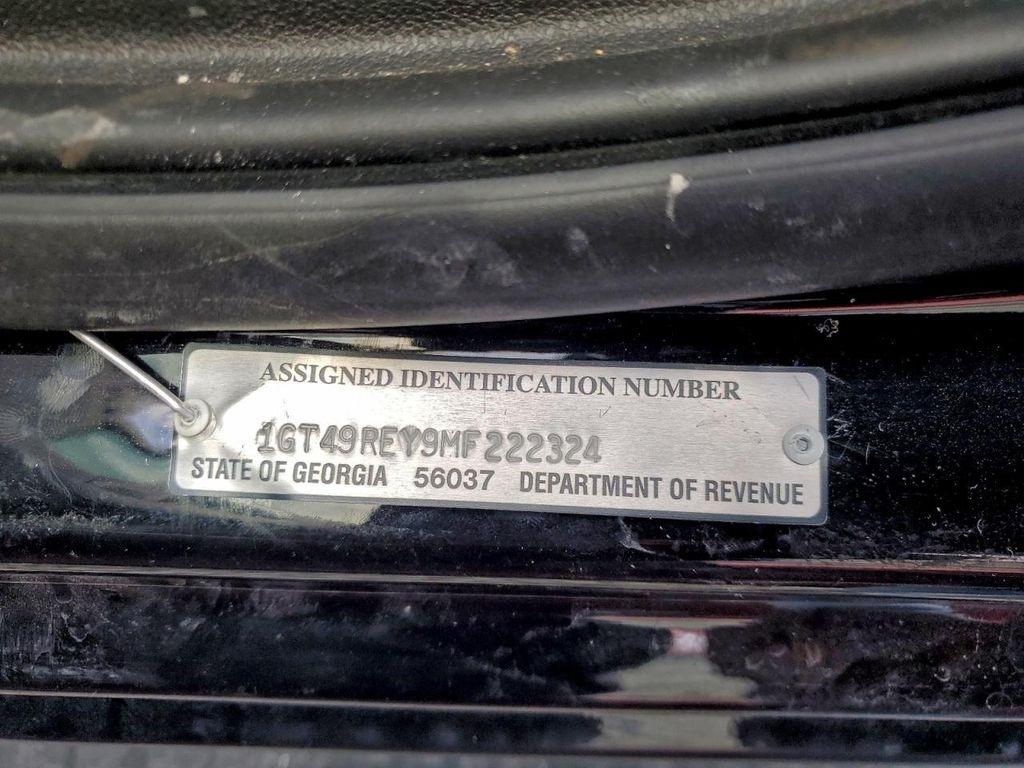 ASSIGNED IDENTIFICATION NUMBER
1GT49REY9MF222324
STATE OF GEORGIA 56037 DEPARTMENT OF REVENUE